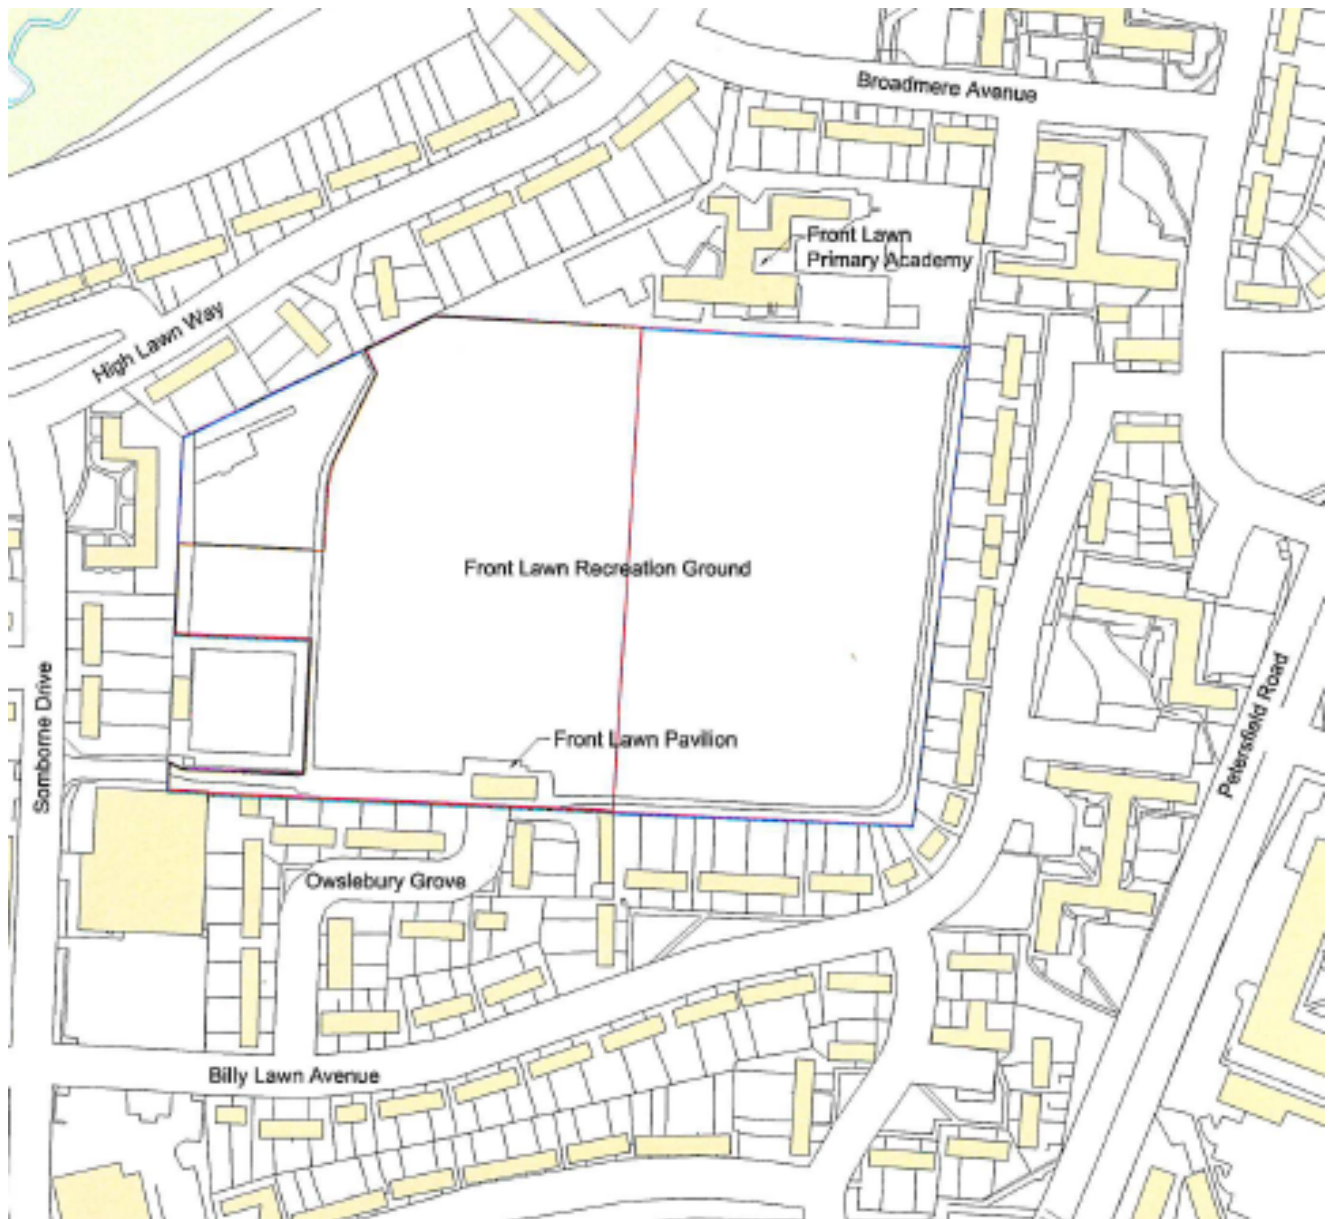 Broadmere Avenue
Front Lawn
Primary Academy
High Lawn Way
Front Lawn Recreation Ground
Somborne Drive
Petersfield Road
Front Lawn Pavilion
Owslebury Grove
Billy Lawn Avenue